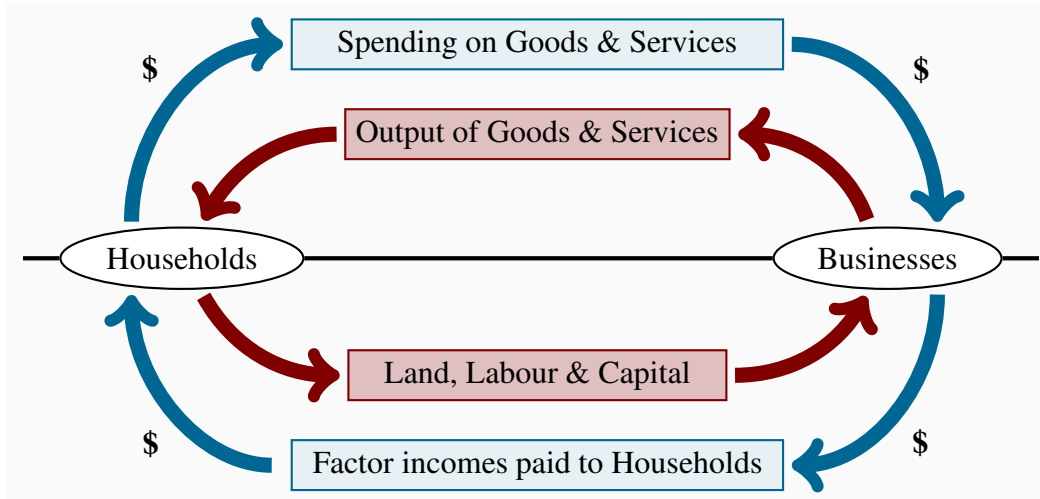 Spending on Goods & Services
$
$
Output of Goods & Services
Households
Businesses
Land, Labour & Capital
$
$
Factor incomes paid to Households